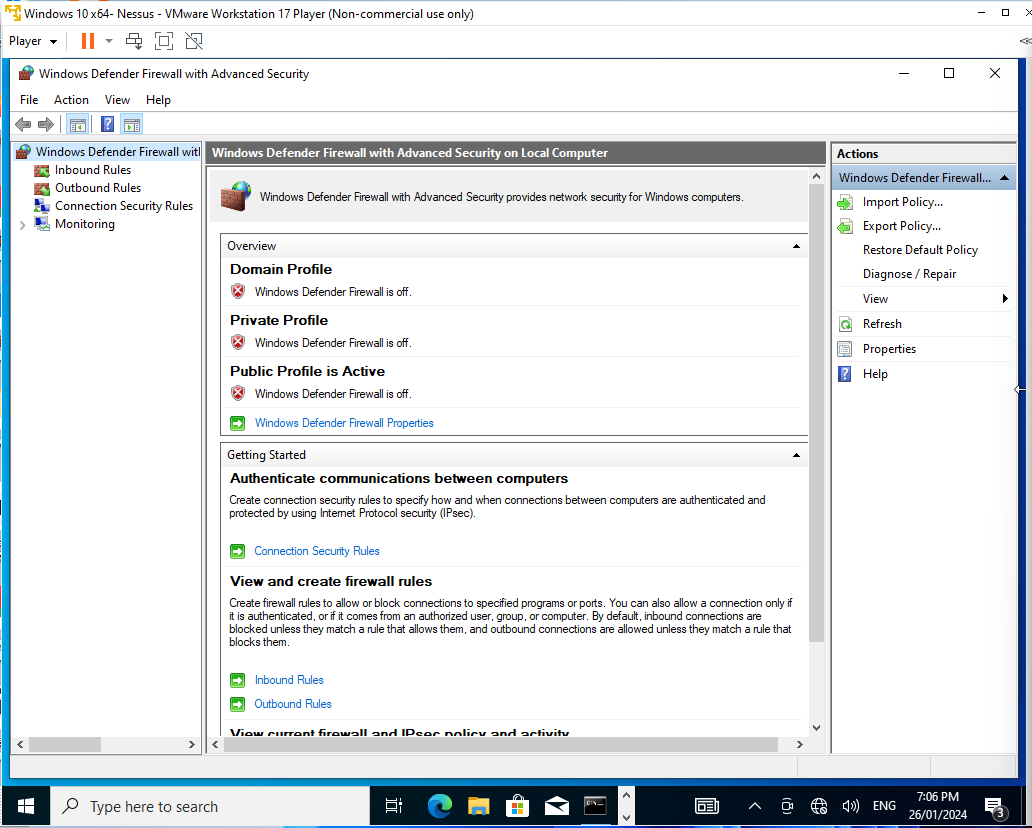 Windows 10 x64- Nessus - VMware Workstation 17 Player (Non-commercial use only)
Player
Windows Defender Firewall with Advanced Security
File Action View Help
Windows Defender Firewall wit
Inbound Rules
Outbound Rules
Connection Security Rules
Monitoring
Windows Defender Firewall with Advanced Security on Local Computer
Windows Defender Firewall with Advanced Security provides network security for Windows computers.
Overview
Domain Profile
Windows Defender Firewall is off.
Private Profile
Windows Defender Firewall is off.
Public Profile is Active
Windows Defender Firewall is off.
Windows Defender Firewall Properties
Getting Started
Authenticate communications between computers
Create connection security rules to specify how and when connections between computers are authenticated and
protected by using Internet Protocol security (IPsec).
Connection Security Rules
View and create firewall rules
Create firewall rules to allow or block connections to specified programs or ports. You can also allow a connection only if
it is authenticated, or if it comes from an authorized user, group, or computer. By default, inbound connections are
blocked unless they match a rule that allows them, and outbound connections are allowed unless they match a rule that
blocks them.
Inbound Rules
Outbound Rules
View current firewall and IPsec policy and activity
Actions
Windows Defender Firewall...
Import Policy...
Export Policy...
Restore Default Policy
Diagnose / Repair
View
Refresh
Properties
Help
Type here to search
ENG
7:06 PM
26/01/2024
3